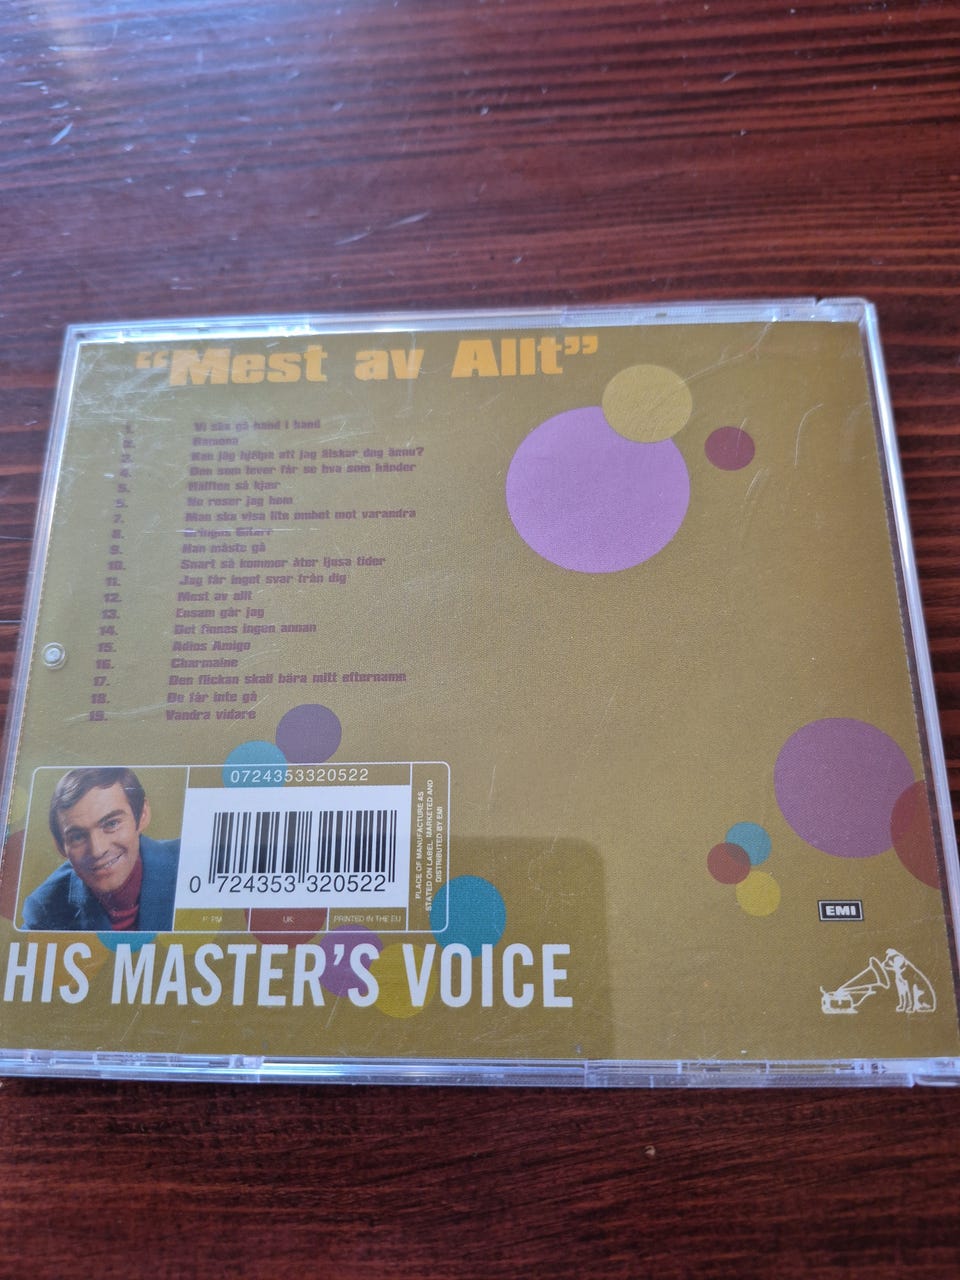 “Mest av Allt”
1. Vi ska gå hand i hand
2. Ramona
3. Kan jag hjälpa att jag älskar dag ännu?
4. Den som lever får se hva som händer
5. Hälften så kjær
5. Nu reser jag hem
7. Man ska visa lite ömhet mot varandra
8. Gitarr
9. Han måste gå
10. Snart så kommer åter ljusa tider
11. Jag får inget svar från dig
12. Mest av allt
13. Ensam går jag
14. Det finnes ingen annan
15. Adios Amigo
16. Charmaine
17. Den flickan skall bära mitt efternamn
18. Du får inte gå
19. Vandra vidare
0724353320522
0 724353 320522
P: PM UK: PRINTED IN THE EU
PLACE OF MANUFACTURE AS
STATED ON LABEL. MARKETED AND
DISTRIBUTED BY EMI
EMI
HIS MASTER'S VOICE